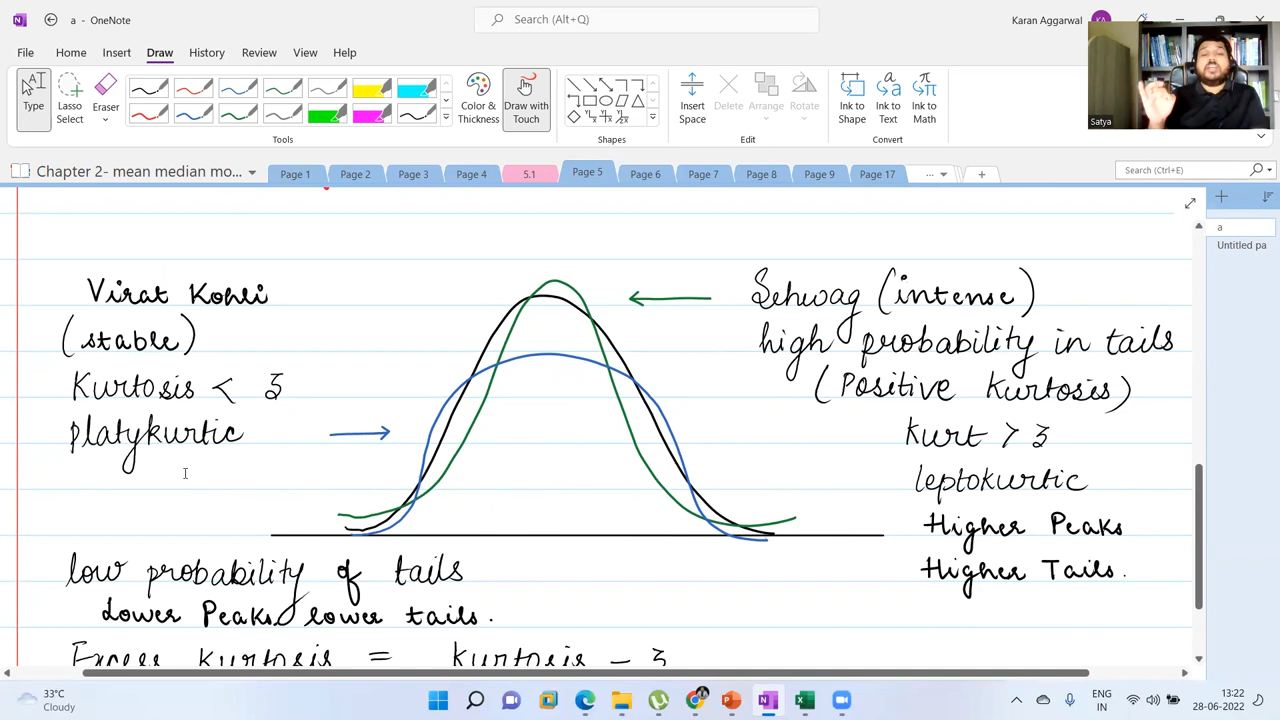 a - OneNote
Search (Alt+Q)
Karan Aggarwal
KA
File Home Insert Draw History Review View Help
Type
Lasso Select
Eraser
Color & Thickness
Draw with Touch
Insert Space
Delete
Arrange
Rotate
Ink to Shape
Ink to Text
Ink to Math
Tools
Shapes
Edit
Convert
Satya
Chapter 2- mean median mo...
Page 1 Page 2 Page 3 Page 4 5.1 Page 5 Page 6 Page 7 Page 8 Page 9 Page 17 ...
Search (Ctrl+E)
a
Untitled pa
Virat Kohli
(stable)
Kurtosis < 3
platykurtic
Sehwag (intense)
high probability in tails
(Positive kurtosis)
kurt > 3
leptokurtic
Higher Peaks
Higher Tails.
low probability of tails
Lower Peaks lower tails.
Excess kurtosis = kurtosis - 3
33°C
Cloudy
ENG
IN
13:22
28-06-2022